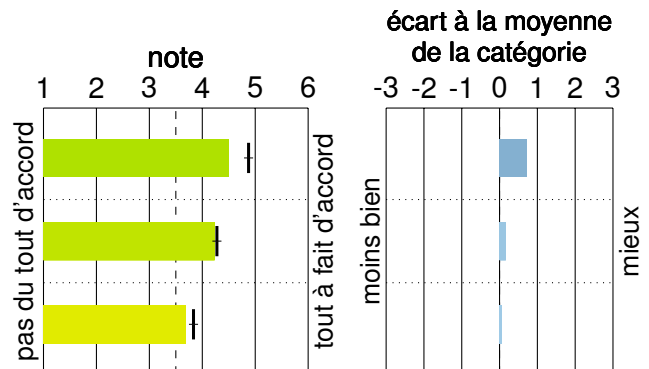 écart à la moyenne
de la catégorie
note
1 2 3 4 5 6
-3 -2 -1 0 1 2 3
pas du tout d'accord
tout à fait d'accord
moins bien
mieux